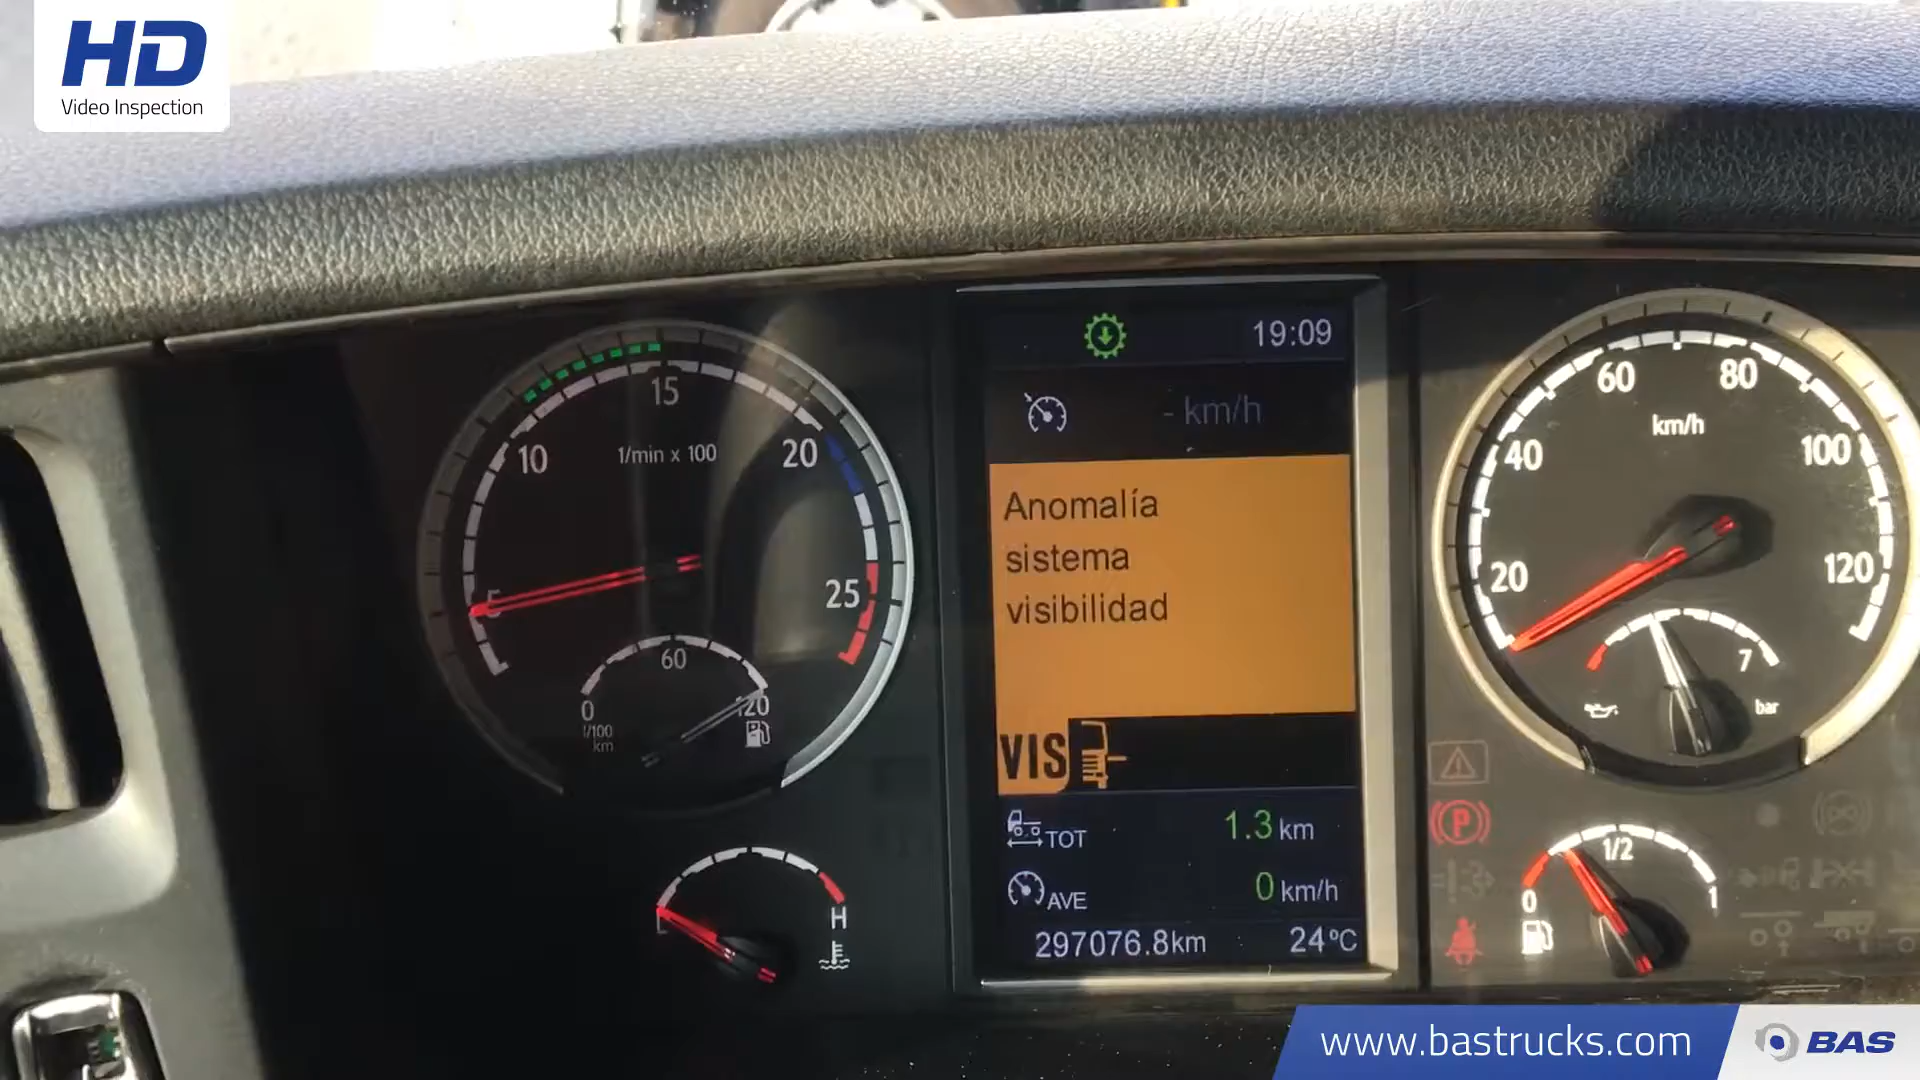 HD
Video Inspection
19:09
- km/h
15
10
1/min x 100
20
5
25
60
0
120
l/100
km
H
Anomalía
sistema
visibilidad
VIS
TOT 1.3 km
AVE 0 km/h
297076.8km 24°C
60
80
km/h
40
100
20
120
7
bar
P
1/2
0
1
www.bastrucks.com
BAS